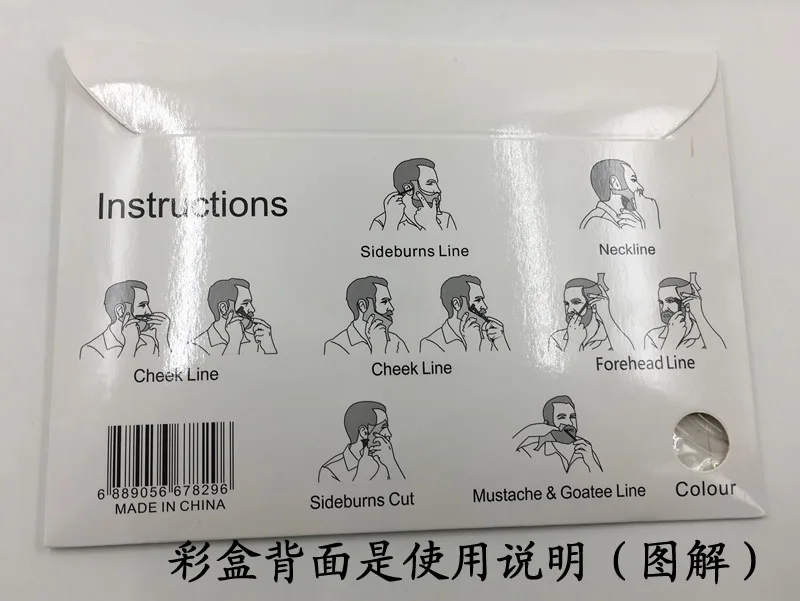 Instructions
Sideburns Line
Neckline
Cheek Line
Cheek Line
Forehead Line
Sideburns Cut
Mustache & Goatee Line
Colour
6 889056 678296
MADE IN CHINA
彩盒背面是使用说明（图解）